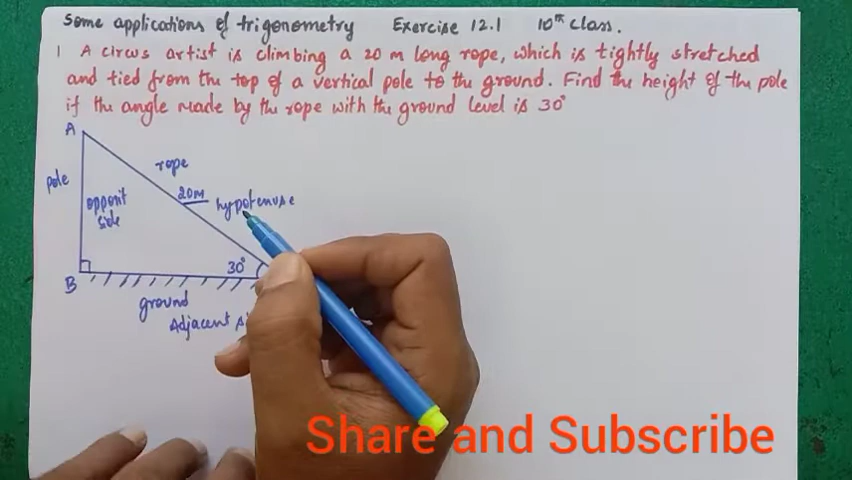 Some applications of trigonometry Exercise 12.1 10th class.
1 A circus artist is climbing a 20 m long rope, which is tightly stretched
and tied from the top of a vertical pole to the ground. Find the height of the pole
if the angle made by the rope with the ground level is 30°
A
rope
pole
20m
opposit
side
hypotenuse
30°
B
ground
Adjacent
Share and Subscribe